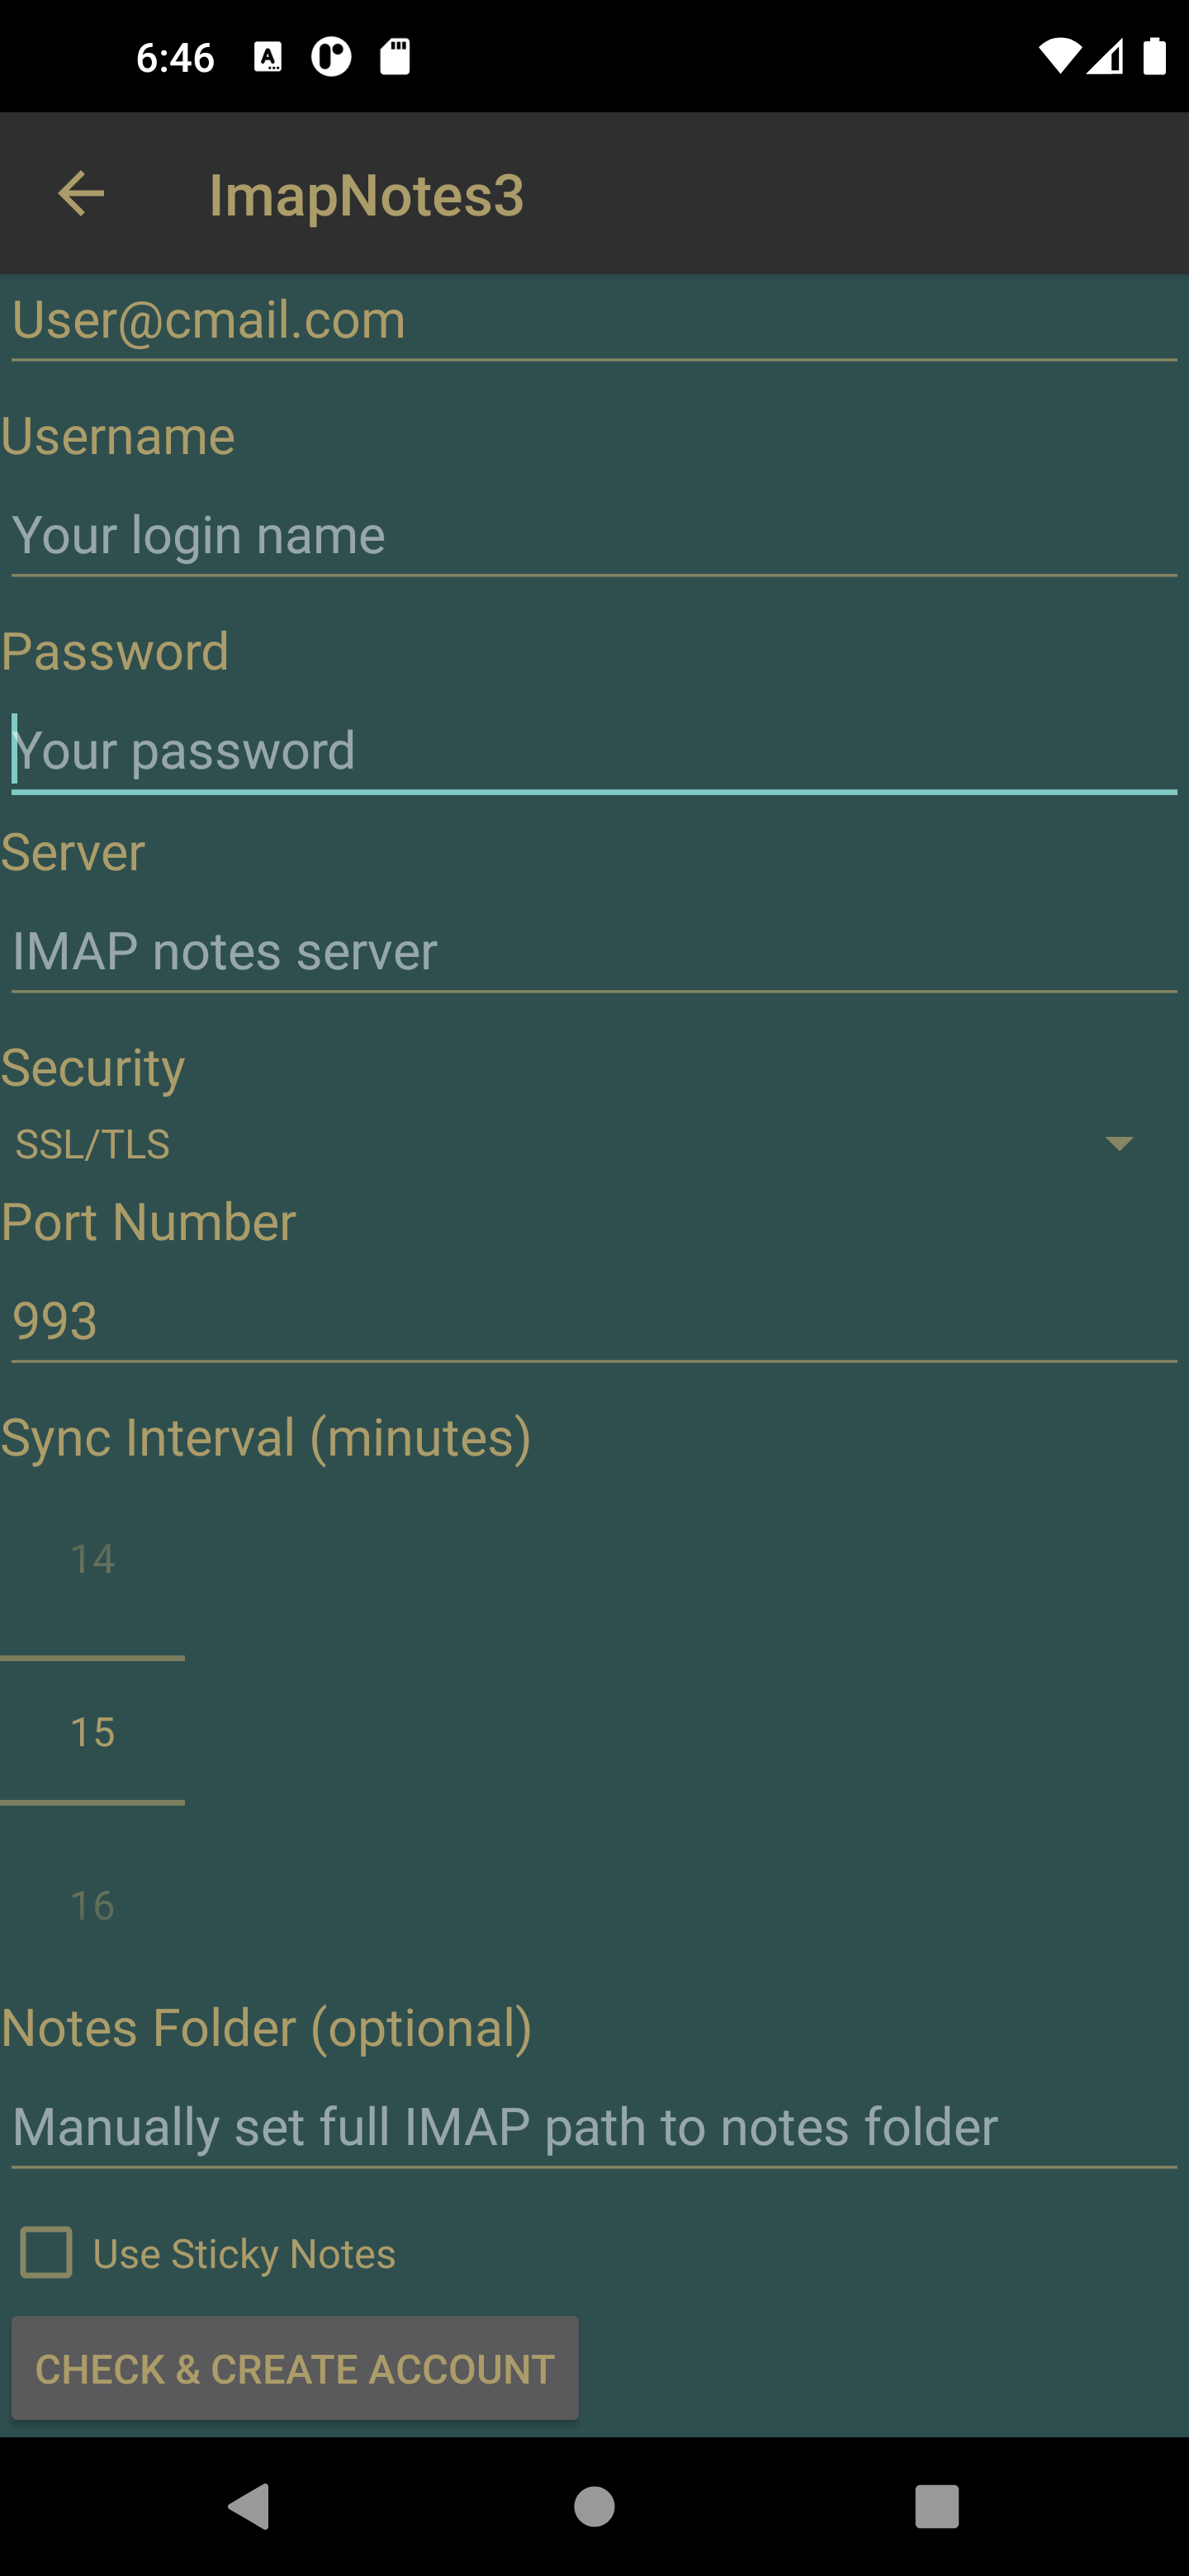 6:46
ImapNotes3
User@cmail.com
Username
Your login name
Password
Your password
Server
IMAP notes server
Security
SSL/TLS
Port Number
993
Sync Interval (minutes)
14
15
16
Notes Folder (optional)
Manually set full IMAP path to notes folder
Use Sticky Notes
CHECK & CREATE ACCOUNT